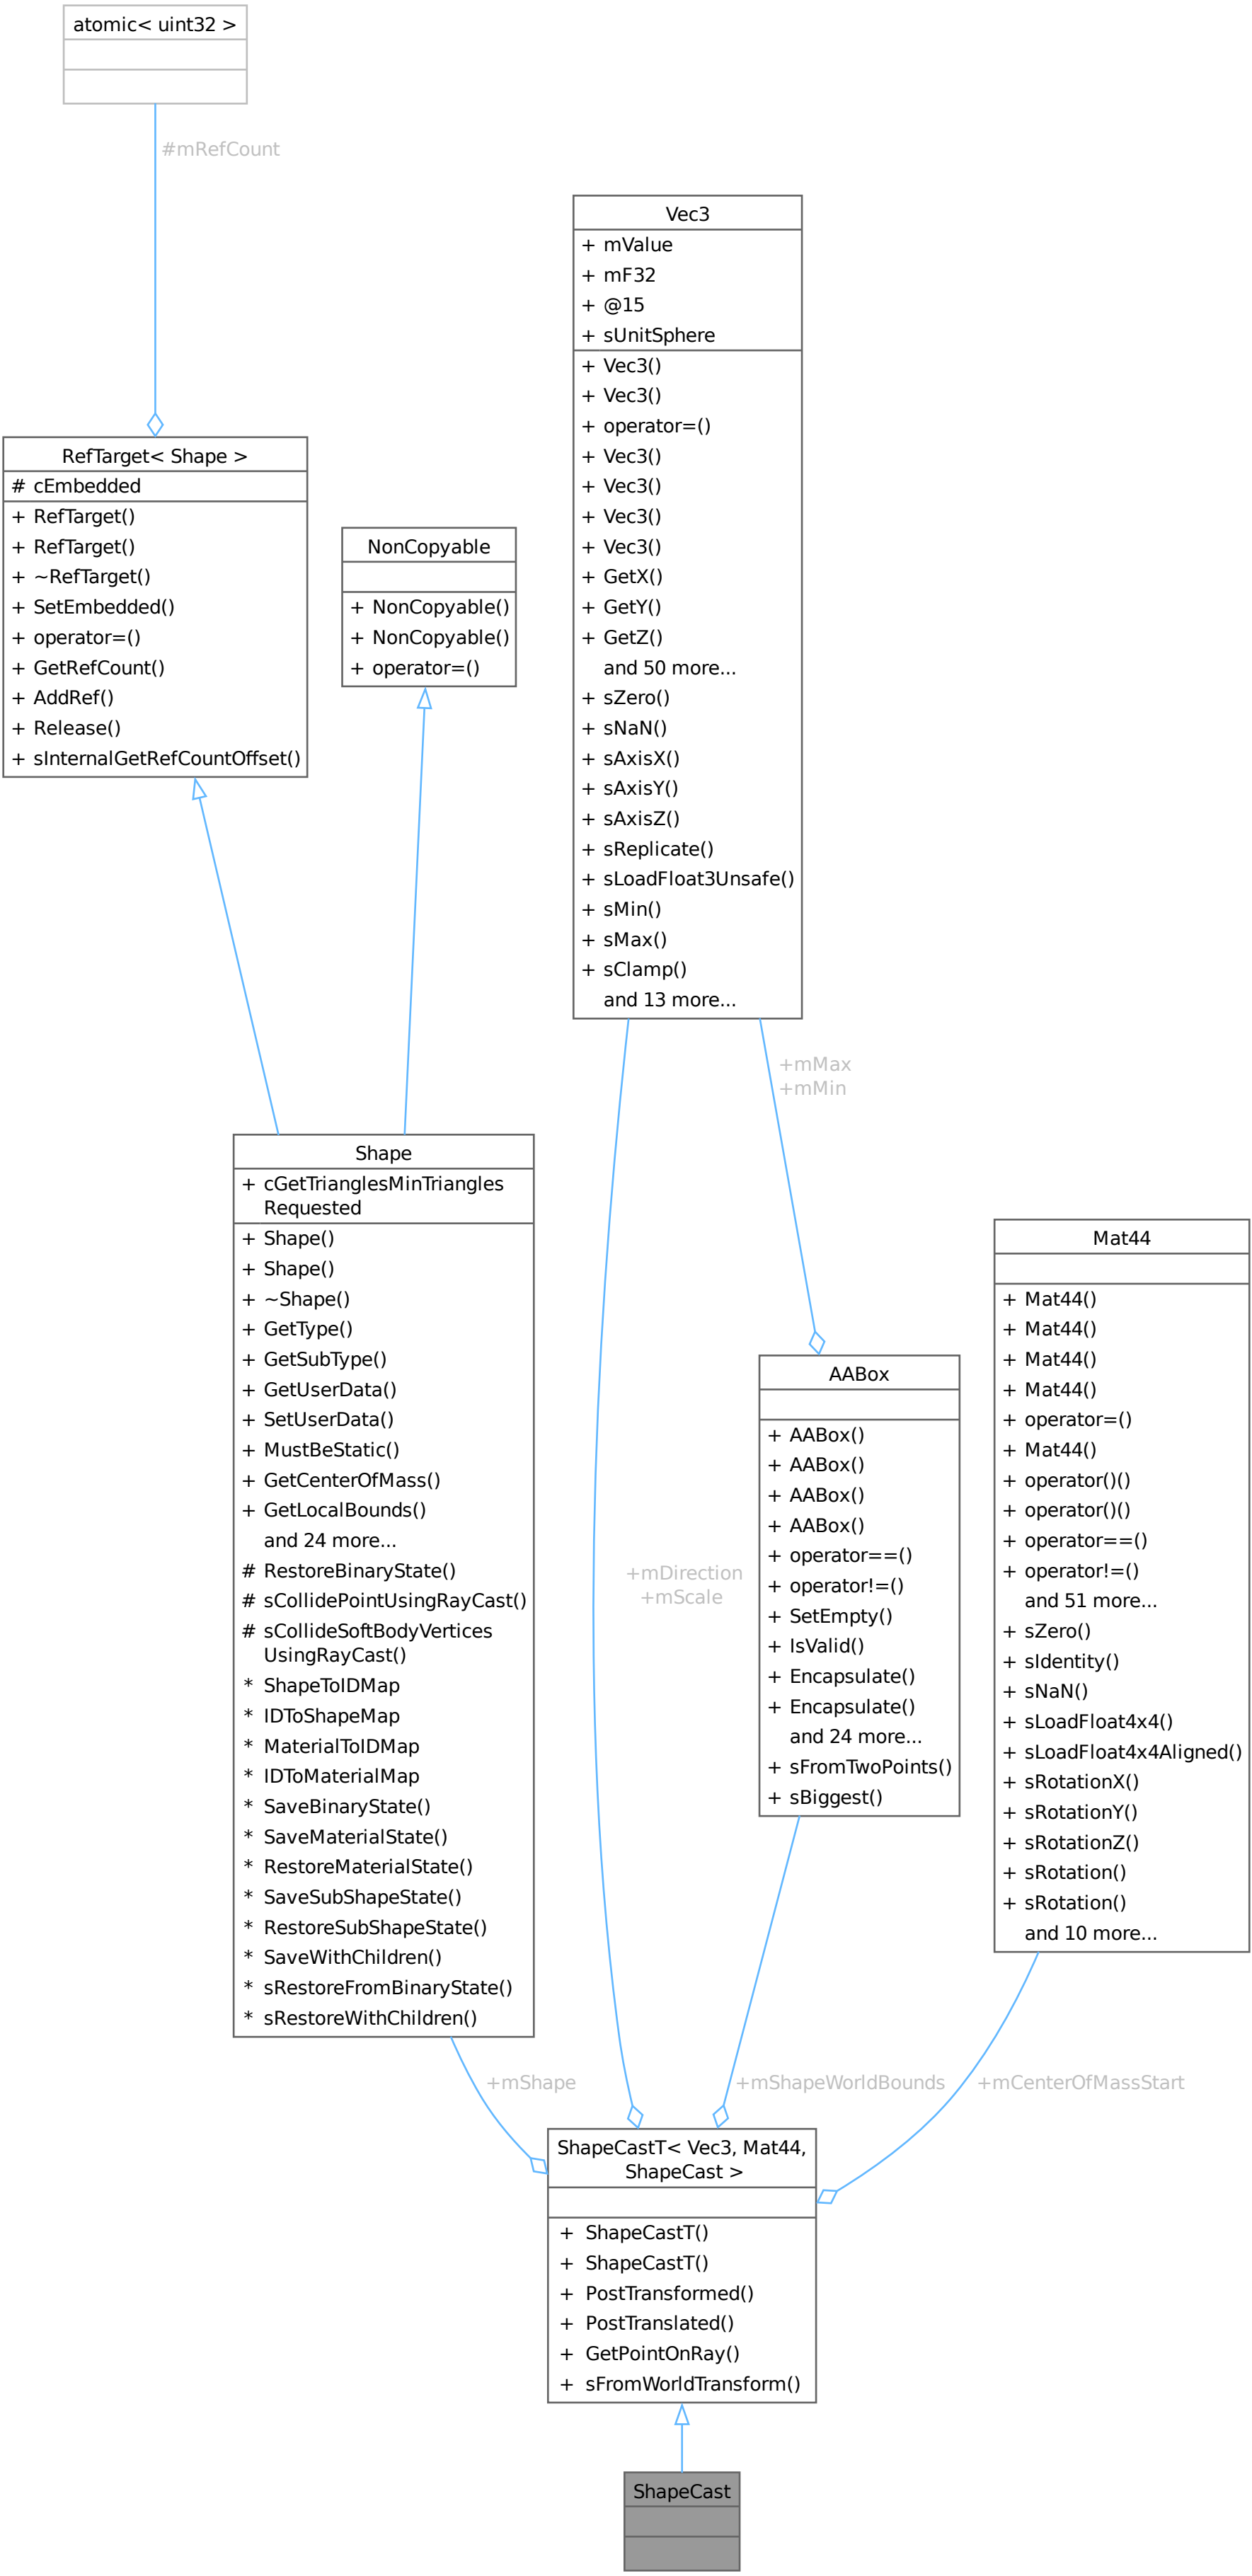 atomic< uint32 >
#mRefCount
Vec3
+ mValue
+ mF32
+ @15
+ sUnitSphere
+ Vec3()
+ Vec3()
+ operator=()
+ Vec3()
+ Vec3()
+ Vec3()
+ Vec3()
+ GetX()
+ GetY()
+ GetZ()
and 50 more...
+ sZero()
+ sNaN()
+ sAxisX()
+ sAxisY()
+ sAxisZ()
+ sReplicate()
+ sLoadFloat3Unsafe()
+ sMin()
+ sMax()
+ sClamp()
and 13 more...
RefTarget< Shape >
# cEmbedded
+ RefTarget()
+ RefTarget()
+ ~RefTarget()
+ SetEmbedded()
+ operator=()
+ GetRefCount()
+ AddRef()
+ Release()
+ sInternalGetRefCountOffset()
NonCopyable
+ NonCopyable()
+ NonCopyable()
+ operator=()
+mMax
+mMin
Shape
+ cGetTrianglesMinTriangles
Requested
+ Shape()
+ Shape()
+ ~Shape()
+ GetType()
+ GetSubType()
+ GetUserData()
+ SetUserData()
+ MustBeStatic()
+ GetCenterOfMass()
+ GetLocalBounds()
and 24 more...
# RestoreBinaryState()
# sCollidePointUsingRayCast()
# sCollideSoftBodyVertices
UsingRayCast()
* ShapeToIDMap
* IDToShapeMap
* MaterialToIDMap
* IDToMaterialMap
* SaveBinaryState()
* SaveMaterialState()
* RestoreMaterialState()
* SaveSubShapeState()
* RestoreSubShapeState()
* SaveWithChildren()
* sRestoreFromBinaryState()
* sRestoreWithChildren()
+mDirection
+mScale
AABox
+ AABox()
+ AABox()
+ AABox()
+ AABox()
+ operator==()
+ operator!=()
+ SetEmpty()
+ IsValid()
+ Encapsulate()
+ Encapsulate()
and 24 more...
+ sFromTwoPoints()
+ sBiggest()
Mat44
+ Mat44()
+ Mat44()
+ Mat44()
+ Mat44()
+ operator=()
+ Mat44()
+ operator()()
+ operator()()
+ operator==()
+ operator!=()
and 51 more...
+ sZero()
+ sIdentity()
+ sNaN()
+ sLoadFloat4x4()
+ sLoadFloat4x4Aligned()
+ sRotationX()
+ sRotationY()
+ sRotationZ()
+ sRotation()
+ sRotation()
and 10 more...
+mShape
+mShapeWorldBounds
+mCenterOfMassStart
ShapeCastT< Vec3, Mat44,
ShapeCast >
+ ShapeCastT()
+ ShapeCastT()
+ PostTransformed()
+ PostTranslated()
+ GetPointOnRay()
+ sFromWorldTransform()
ShapeCast